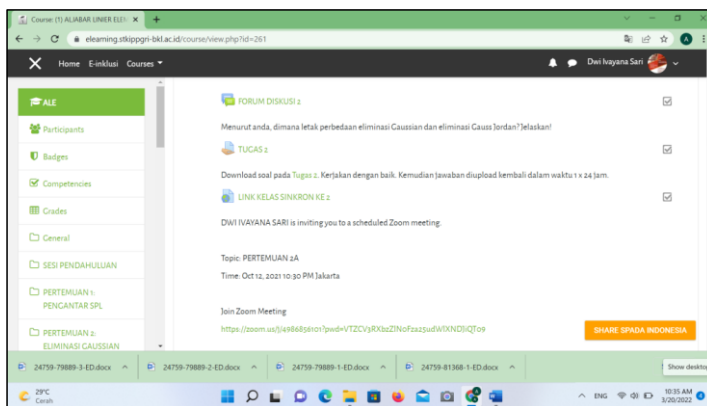 Course: (1) ALJABAR LINIER ELEN
elearning.stkippgri-bkl.ac.id/course/view.php?id=261
A
Home E-inklusi Courses
Dwi Ivayana Sari
ALE
Participants
Badges
Competencies
Grades
General
SESI PENDAHULUAN
PERTEMUAN 1:
PENGANTAR SPL
PERTEMUAN 2:
ELIMINASI GAUSSIAN
FORUM DISKUSI 2
Menurut anda, dimana letak perbedaan eliminasi Gaussian dan eliminasi Gauss Jordan? Jelaskan!
TUGAS 2
Download soal pada Tugas 2. Kerjakan dengan baik. Kemudian jawaban diupload kembali dalam waktu 1 x 24 jam.
LINK KELAS SINKRON KE 2
DWI IVAYANA SARI is inviting you to a scheduled Zoom meeting.
Topic: PERTEMUAN 2A
Time: Oct 12, 2021 10:30 PM Jakarta
Join Zoom Meeting
SHARE SPADA INDONESIA
24759-79889-3-ED.docx
24759-79889-2-ED.docx
24759-79889-1-ED.docx
24759-81368-1-ED.docx
Show desktop
29°C
Cerah
ENG
10:35 AM
3/20/2022